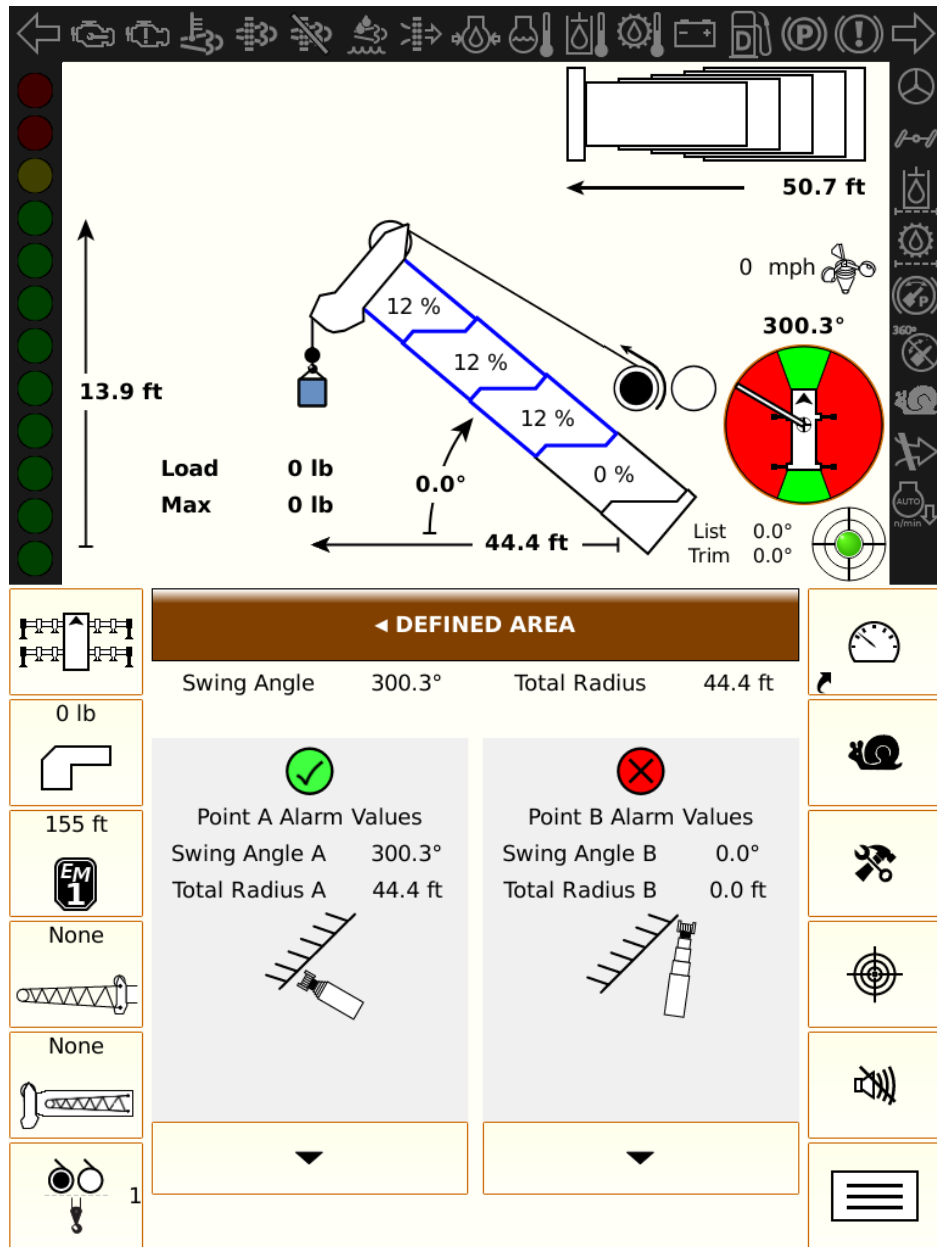 D
P
50.7 ft
0 mph
P
360°
300.3°
12 %
12 %
13.9 ft
12 %
Load 0 lb
0.0°
0 %
Max 0 lb
AUTO
n/min
44.4 ft
List 0.0°
Trim 0.0°
◂ DEFINED AREA
Swing Angle 300.3° Total Radius 44.4 ft
0 lb
155 ft
EM
1
Point A Alarm Values
Swing Angle A 300.3°
Total Radius A 44.4 ft
Point B Alarm Values
Swing Angle B 0.0°
Total Radius B 0.0 ft
None
None
1